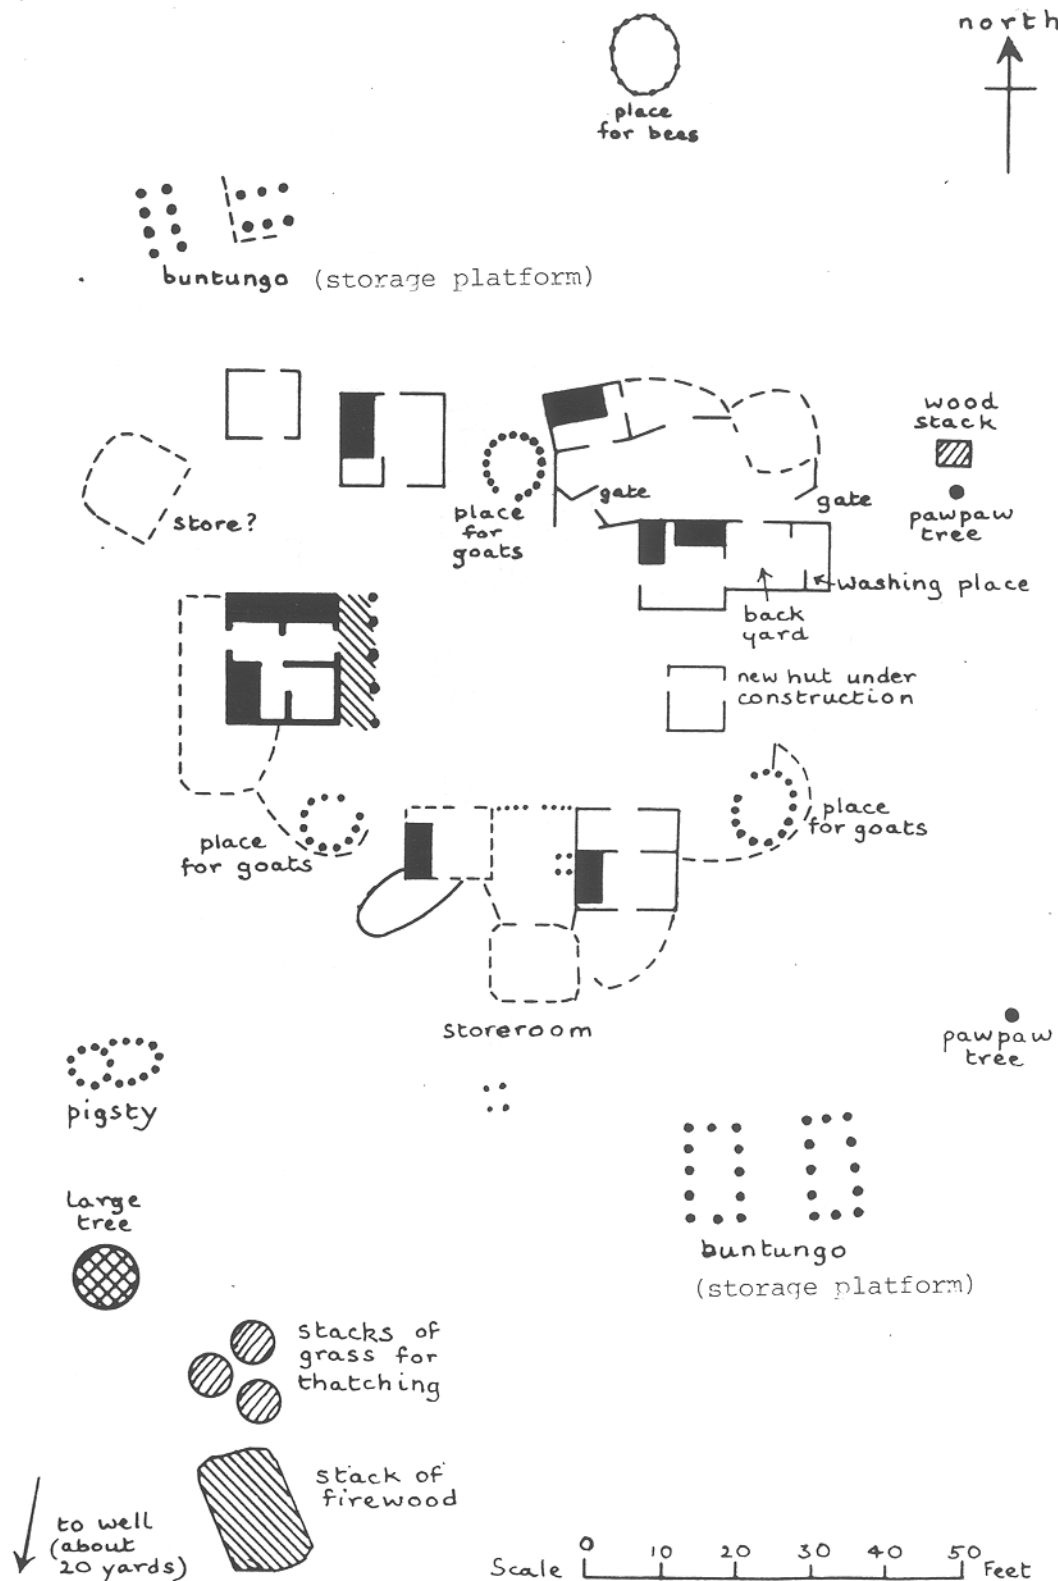 north
place
for bees
buntungo (storage platform)
wood
stack
store?
place
for
goats
gate
gate
pawpaw
tree
washing place
back
yard
new hut under
construction
place
for goats
place
for goats
storeroom
pawpaw
tree
pigsty
large
tree
buntungo
(storage platform)
stacks of
grass for
thatching
stack of
firewood
to well
(about
20 yards)
Scale 0 10 20 30 40 50 Feet